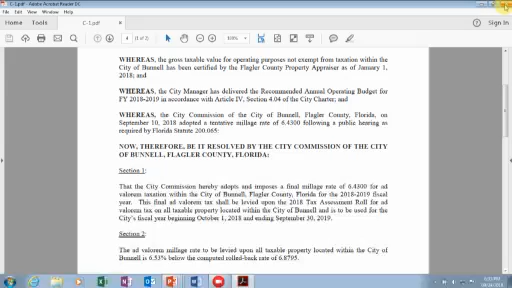 C-1.pdf - Adobe Acrobat Reader DC
File Edit View Window Help
Home Tools C-1.pdf × Sign In
4 (1 of 2) 100%
WHEREAS, the gross taxable value for operating purposes not exempt from taxation within the
City of Bunnell has been certified by the Flagler County Property Appraiser as of January 1,
2018; and
WHEREAS, the City Manager has delivered the Recommended Annual Operating Budget for
FY 2018-2019 in accordance with Article IV, Section 4.04 of the City Charter; and
WHEREAS, the City Commission of the City of Bunnell, Flagler County, Florida, on
September 10, 2018 adopted a tentative millage rate of 6.4300 following a public hearing as
required by Florida Statute 200.065:
NOW, THEREFORE, BE IT RESOLVED BY THE CITY COMMISSION OF THE CITY
OF BUNNELL, FLAGLER COUNTY, FLORIDA:
Section 1:
That the City Commission hereby adopts and imposes a final millage rate of 6.4300 for ad
valorem taxation within the City of Bunnell, Flagler County, Florida for the 2018-2019 fiscal
year. This final ad valorem tax shall be levied upon the 2018 Tax Assessment Roll for ad
valorem tax on all taxable property located within the City of Bunnell and is to be used for the
City's fiscal year beginning October 1, 2018 and ending September 30, 2019.
Section 2:
The ad valorem millage rate to be levied upon all taxable property located within the City of
Bunnell is 6.53% below the computed rolled-back rate of 6.8795.